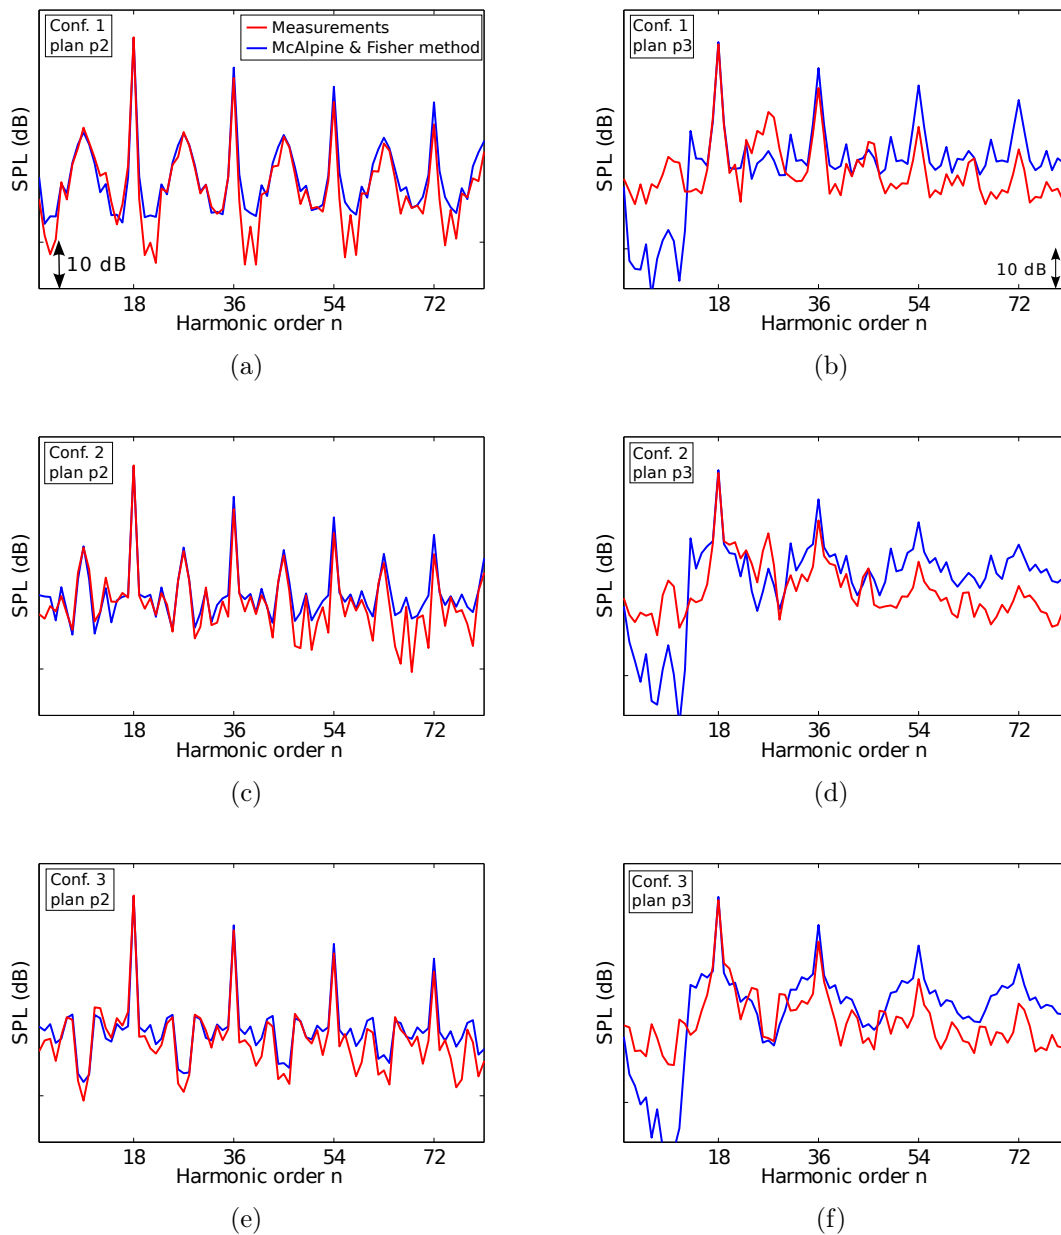 Conf. 1
plan p2
Measurements
McAlpine & Fisher method
SPL (dB)
10 dB
18 36 54 72
Harmonic order n
(a)
Conf. 1
plan p3
SPL (dB)
10 dB
18 36 54 72
Harmonic order n
(b)
Conf. 2
plan p2
SPL (dB)
18 36 54 72
Harmonic order n
(c)
Conf. 2
plan p3
SPL (dB)
18 36 54 72
Harmonic order n
(d)
Conf. 3
plan p2
SPL (dB)
18 36 54 72
Harmonic order n
(e)
Conf. 3
plan p3
SPL (dB)
18 36 54 72
Harmonic order n
(f)